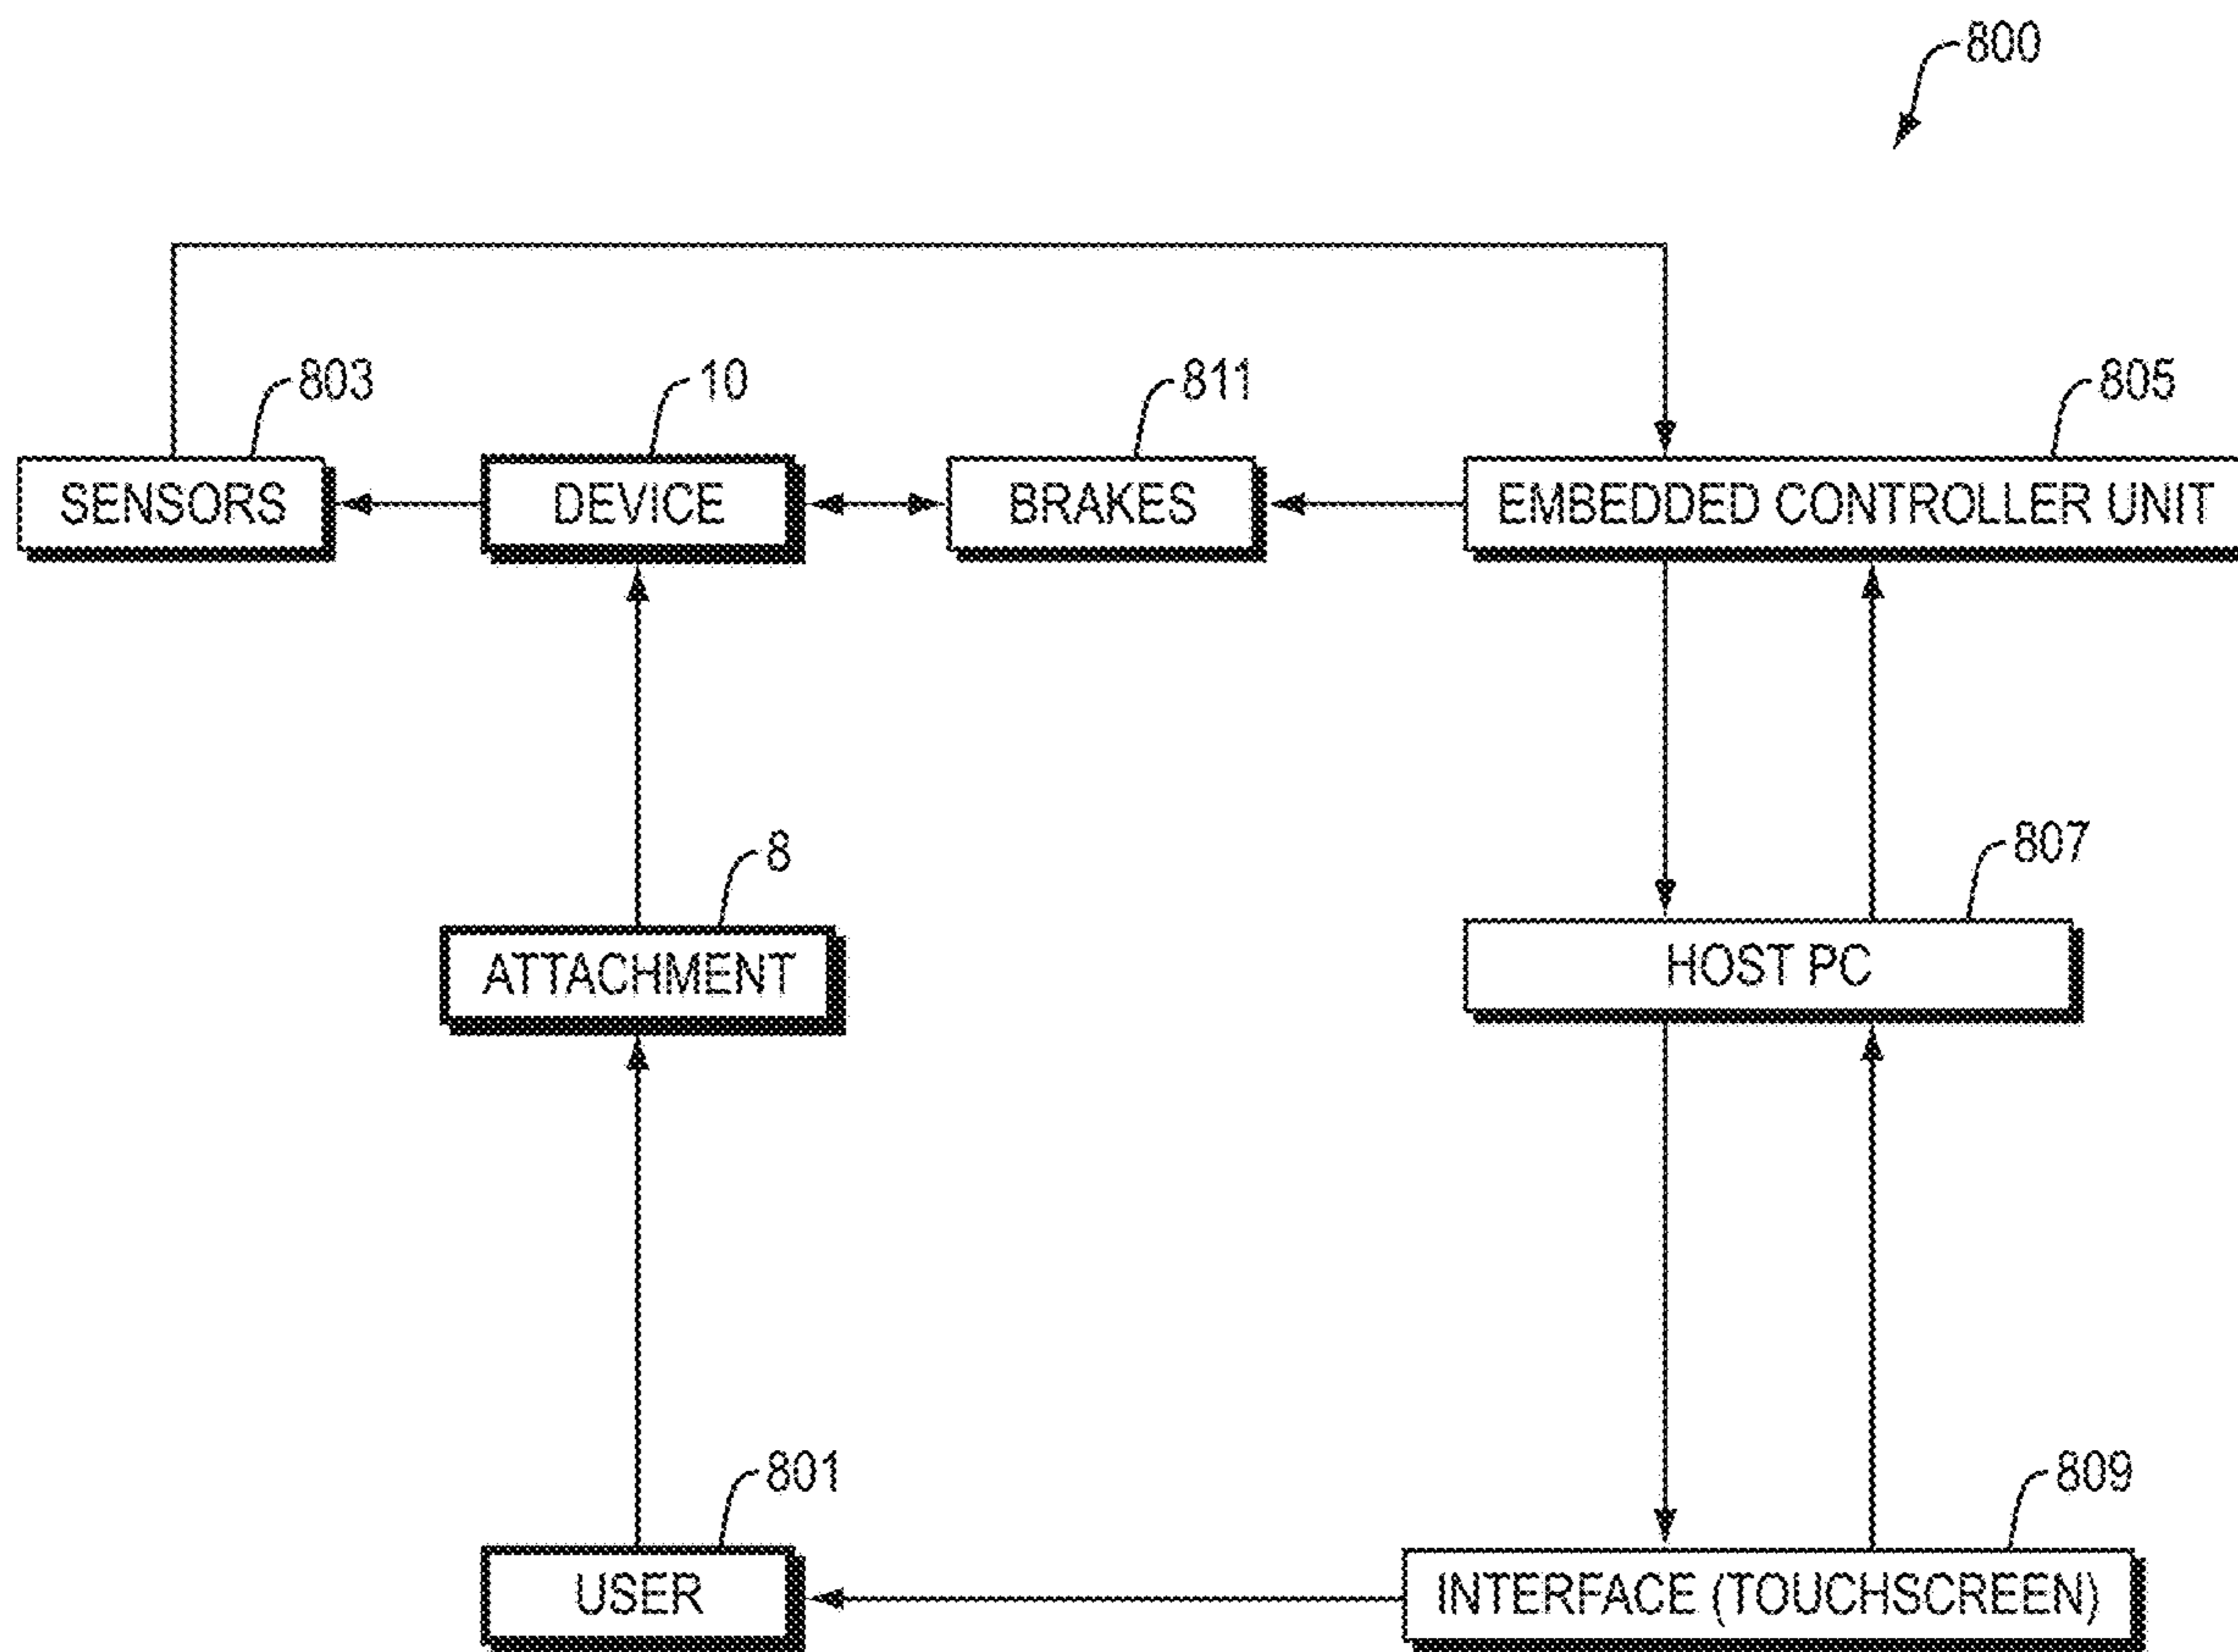 800
803
10
811
805
SENSORS
DEVICE
BRAKES
EMBEDDED CONTROLLER UNIT
8
807
ATTACHMENT
HOST PC
801
809
USER
INTERFACE (TOUCHSCREEN)